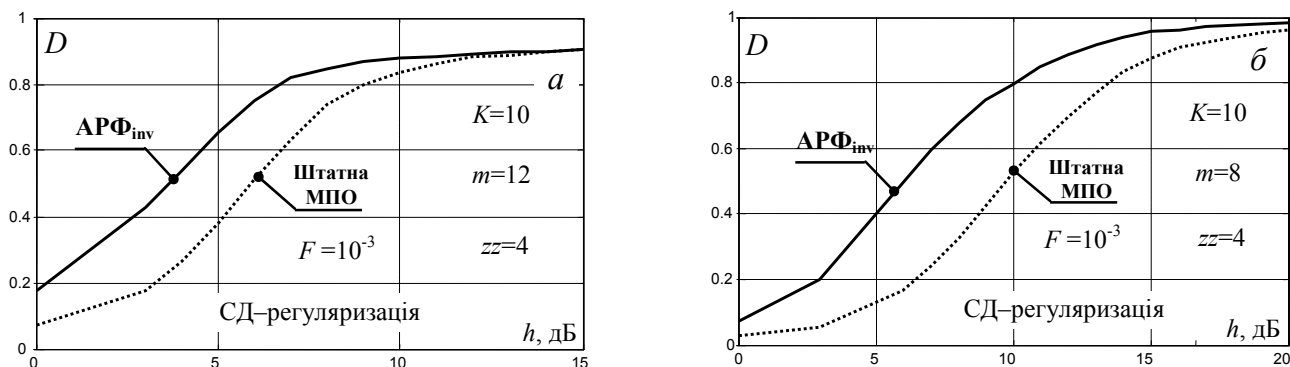 1
D
0.8
а
K=10
АРФinv
0.6
Штатна
МПО
m=12
0.4
F =10-3
zz=4
0.2
СД–регуляризація
h, дБ
0
0
5
10
15
1
D
0.8
б
K=10
АРФinv
0.6
Штатна
МПО
m=8
0.4
F =10-3
zz=4
0.2
СД–регуляризація
h, дБ
0
0
5
10
15
20